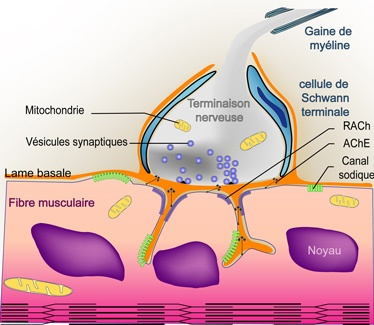 Gaine de
myéline
cellule de
Schwann
terminale
Terminaison
nerveuse
Mitochondrie
RACh
Vésicules synaptiques
AChE
Canal
sodique
Lame basale
Fibre musculaire
Noyau